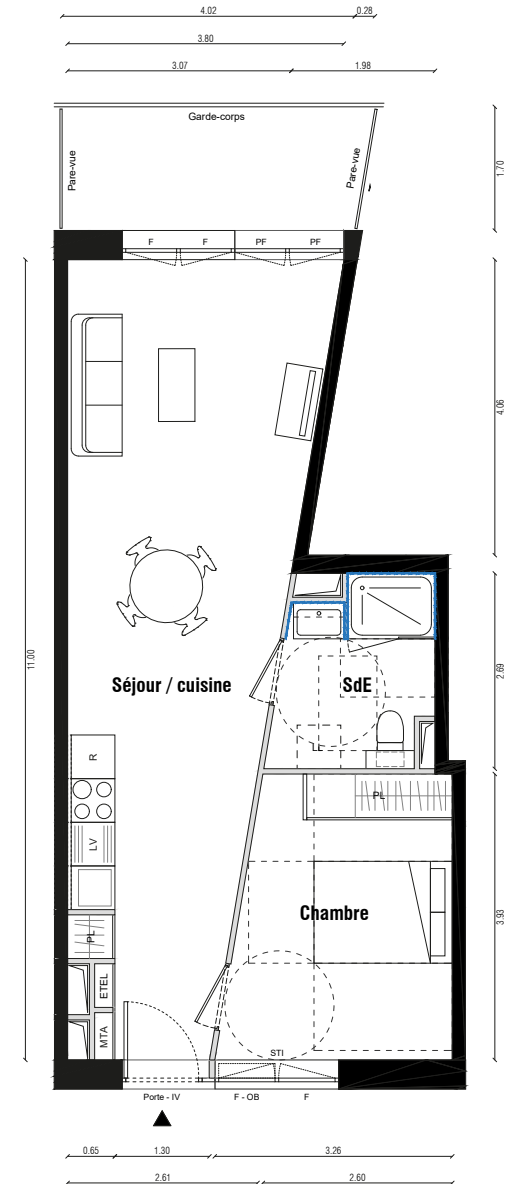 4.02 0.28
3.80
3.07 1.98
Garde-corps
Pare-vue
Pare-vue
1.70
F F PF PF
4.06
11.00
Séjour / cuisine
SdE
2.69
R
LV
PL
PL
Chambre
3.93
ETEL
MTA
STI
Porte - IV
F - OB
F
0.65 1.30 3.26
2.61 2.60